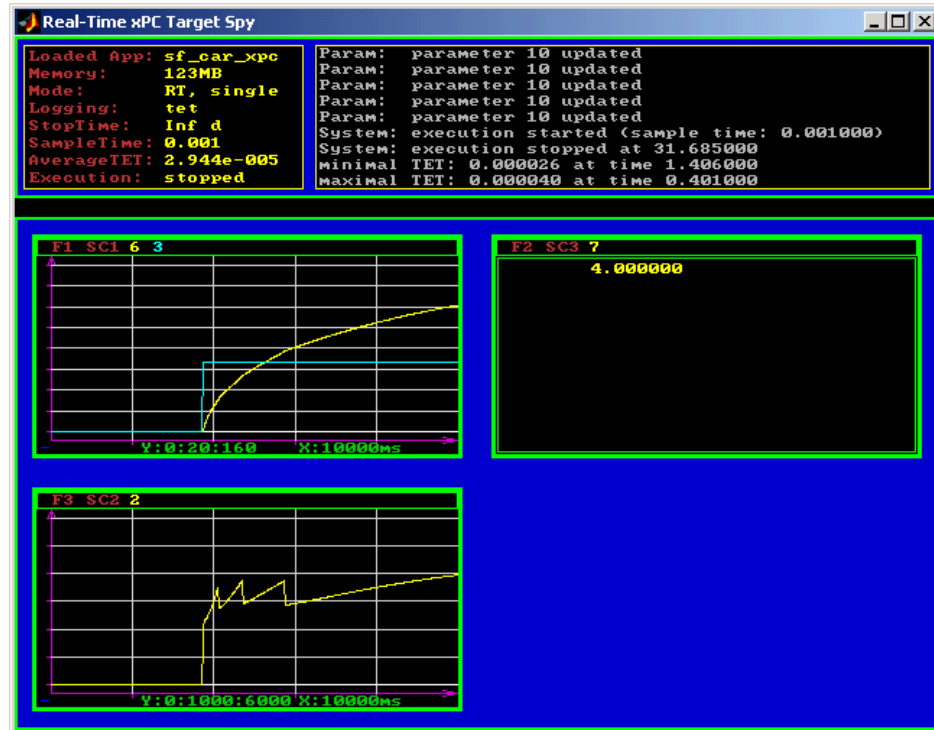 Real-Time xPC Target Spy
Loaded App: sf_car_xpc
Memory: 123MB
Mode: RT, single
Logging: tet
StopTime: Inf d
SampleTime: 0.001
AverageTET: 2.944e-005
Execution: stopped
Param: parameter 10 updated
Param: parameter 10 updated
Param: parameter 10 updated
Param: parameter 10 updated
Param: parameter 10 updated
System: execution started (sample time: 0.001000)
System: execution stopped at 31.685000
minimal TET: 0.000026 at time 1.406000
maximal TET: 0.000040 at time 0.401000
F1 SC1 6 3
Y:0:20:160 X:10000ms
F2 SC3 7
4.000000
F3 SC2 2
Y:0:1000:6000 X:10000ms